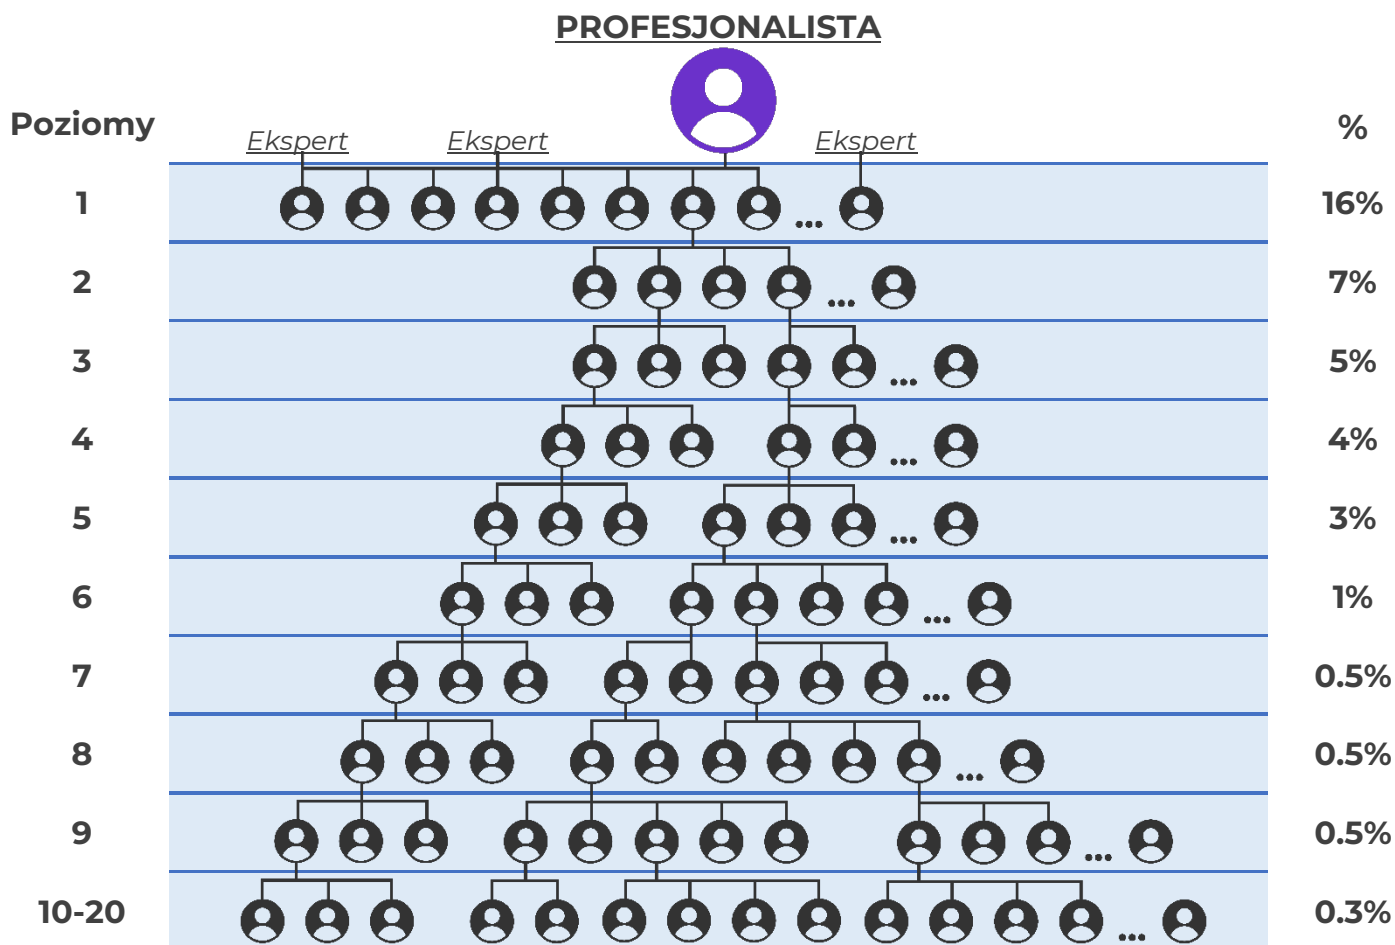 PROFESJONALISTA
Poziomy
%
Ekspert Ekspert Ekspert
1 ... 16%
2 ... 7%
3 ... 5%
4 ... 4%
5 ... 3%
6 ... 1%
7 ... 0.5%
8 ... 0.5%
9 ... 0.5%
10-20 ... 0.3%